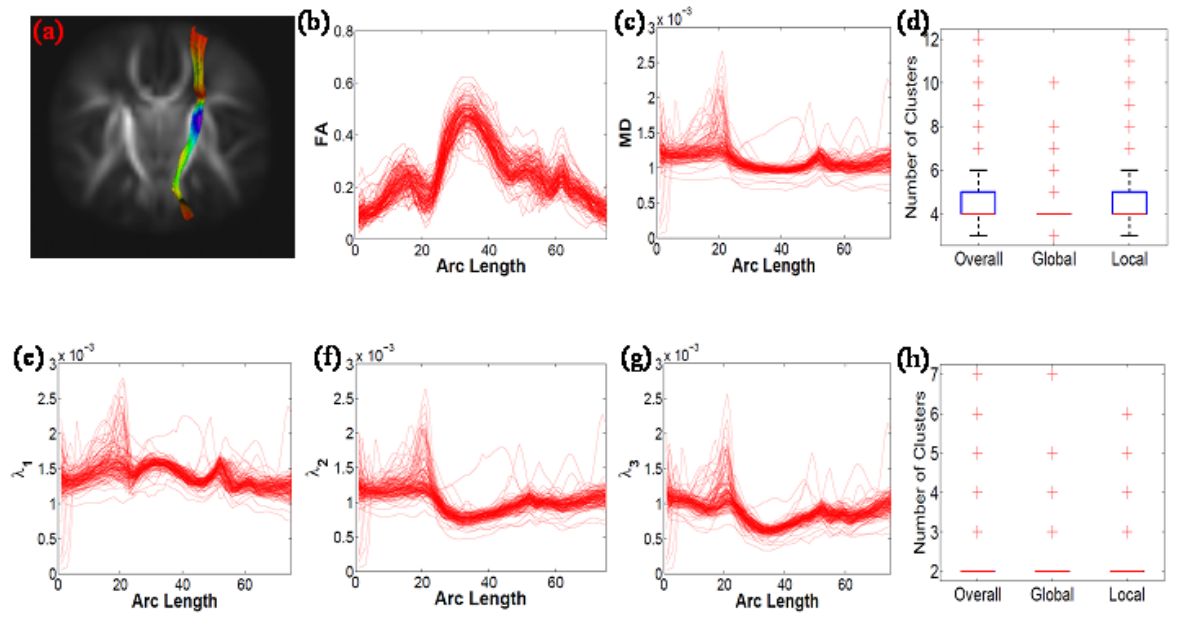 (a)
(b)
0.8
0.6
0.4
0.2
0
0 20 40 60
FA
Arc Length
(c)
3 x 10-3
2.5
2
1.5
1
0.5
0
0 20 40 60
MD
Arc Length
(d)
12
10
8
6
4
Number of Clusters
Overall Global Local
(e)
3 x 10-3
2.5
2
1.5
1
0.5
0
0 20 40 60
λ1
Arc Length
(f)
3 x 10-3
2.5
2
1.5
1
0.5
0
0 20 40 60
λ2
Arc Length
(g)
3 x 10-3
2.5
2
1.5
1
0.5
0
0 20 40 60
λ3
Arc Length
(h)
7
6
5
4
3
2
Number of Clusters
Overall Global Local